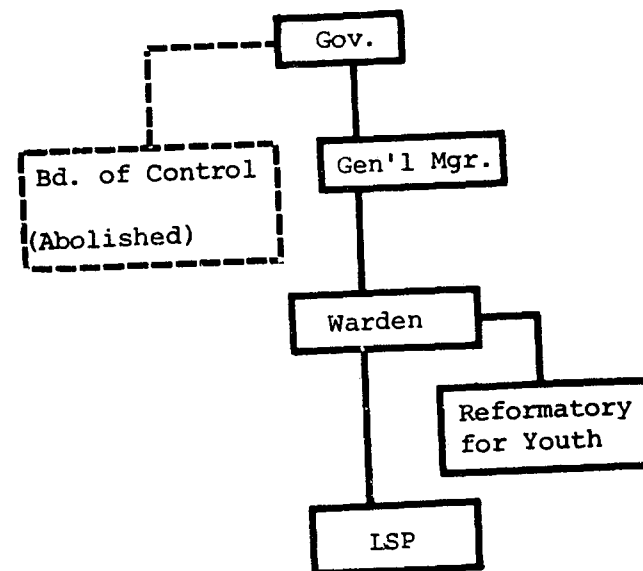 Gov.
Bd. of Control
(Abolished)
Gen'l Mgr.
Warden
Reformatory
for Youth
LSP